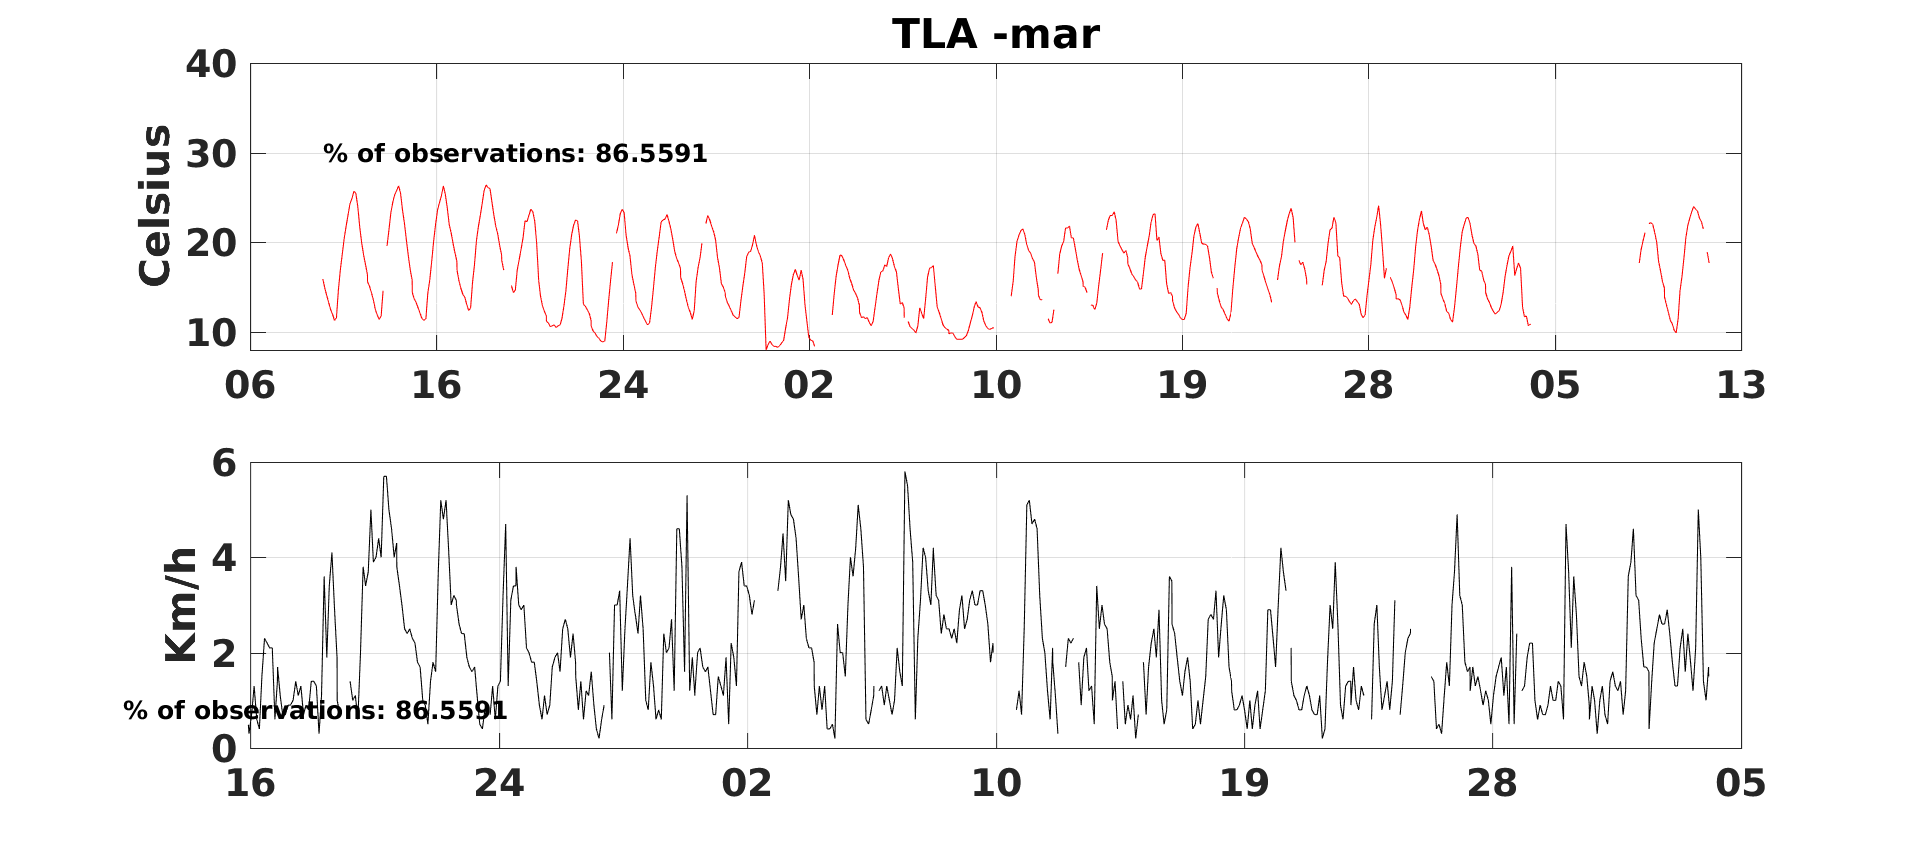 TLA -mar
40
30
20
10
Celsius
% of observations: 86.5591
06 16 24 02 10 19 28 05 13
6
4
2
0
Km/h
% of observations: 86.5591
16 24 02 10 19 28 05